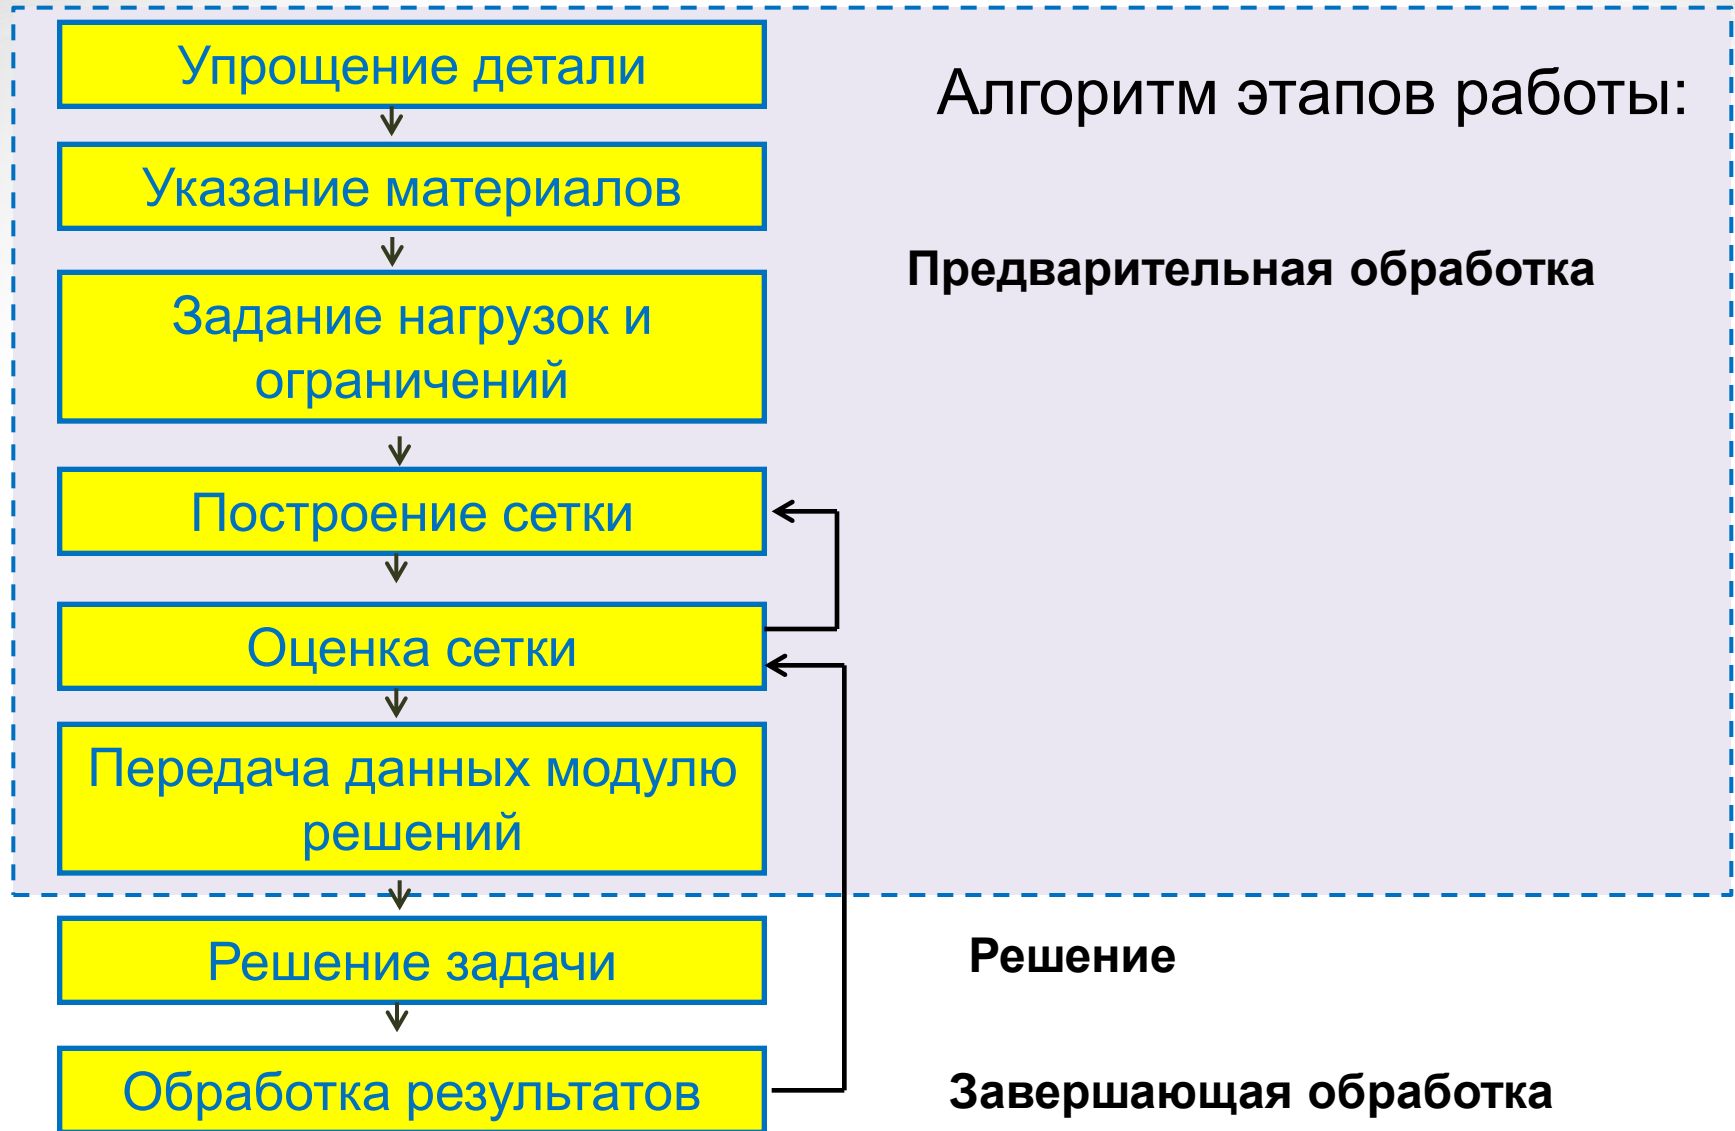 Упрощение детали
Алгоритм этапов работы:
Указание материалов
Предварительная обработка
Задание нагрузок и
ограничений
Построение сетки
Оценка сетки
Передача данных модулю
решений
Решение задачи
Решение
Обработка результатов
Завершающая обработка